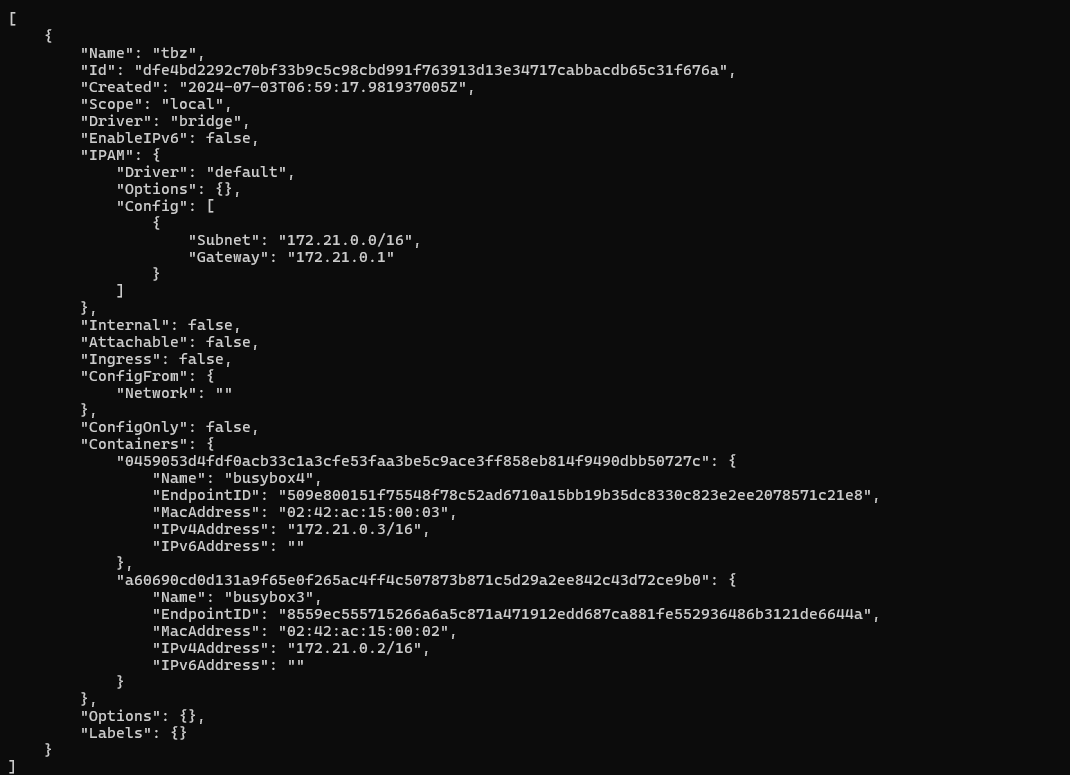 [
    {
        "Name": "tbz",
        "Id": "dfe4bd2292c70bf33b9c5c98cbd991f763913d13e34717cabbacdb65c31f676a",
        "Created": "2024-07-03T06:59:17.981937005Z",
        "Scope": "local",
        "Driver": "bridge",
        "EnableIPv6": false,
        "IPAM": {
            "Driver": "default",
            "Options": {},
            "Config": [
                {
                    "Subnet": "172.21.0.0/16",
                    "Gateway": "172.21.0.1"
                }
            ]
        },
        "Internal": false,
        "Attachable": false,
        "Ingress": false,
        "ConfigFrom": {
            "Network": ""
        },
        "ConfigOnly": false,
        "Containers": {
            "0459053d4fdf0acb33c1a3cfe53faa3be5c9ace3ff858eb814f9490dbb50727c": {
                "Name": "busybox4",
                "EndpointID": "509e800151f75548f78c52ad6710a15bb19b35dc8330c823e2ee2078571c21e8",
                "MacAddress": "02:42:ac:15:00:03",
                "IPv4Address": "172.21.0.3/16",
                "IPv6Address": ""
            },
            "a60690cd0d131a9f65e0f265ac4ff4c507873b871c5d29a2ee842c43d72ce9b0": {
                "Name": "busybox3",
                "EndpointID": "8559ec555715266a6a5c871a471912edd687ca881fe552936486b3121de6644a",
                "MacAddress": "02:42:ac:15:00:02",
                "IPv4Address": "172.21.0.2/16",
                "IPv6Address": ""
            }
        },
        "Options": {},
        "Labels": {}
    }
]